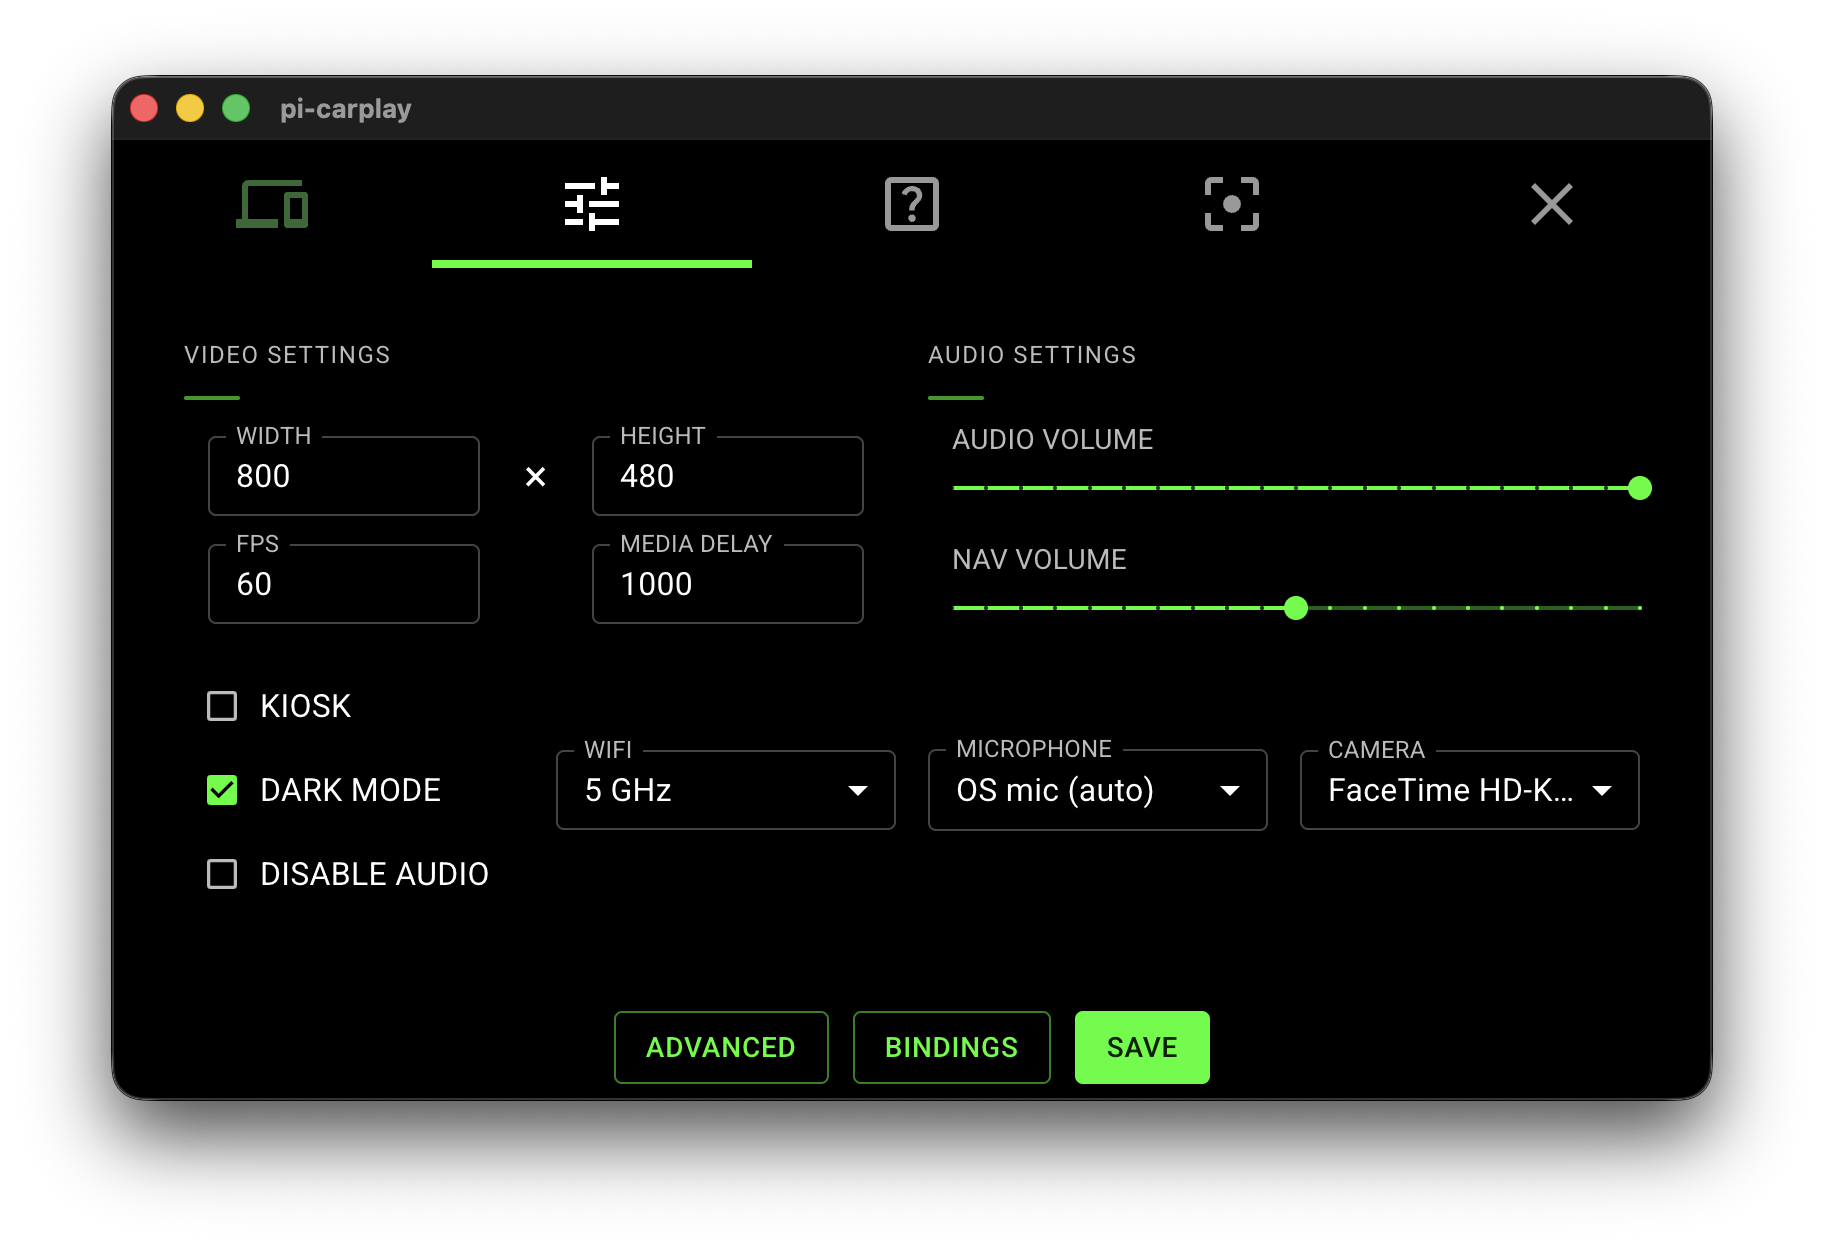 pi-carplay
VIDEO SETTINGS
WIDTH
800
×
HEIGHT
480
FPS
60
MEDIA DELAY
1000
AUDIO SETTINGS
AUDIO VOLUME
NAV VOLUME
KIOSK
DARK MODE
DISABLE AUDIO
WIFI
5 GHz
MICROPHONE
OS mic (auto)
CAMERA
FaceTime HD-K...
ADVANCED
BINDINGS
SAVE